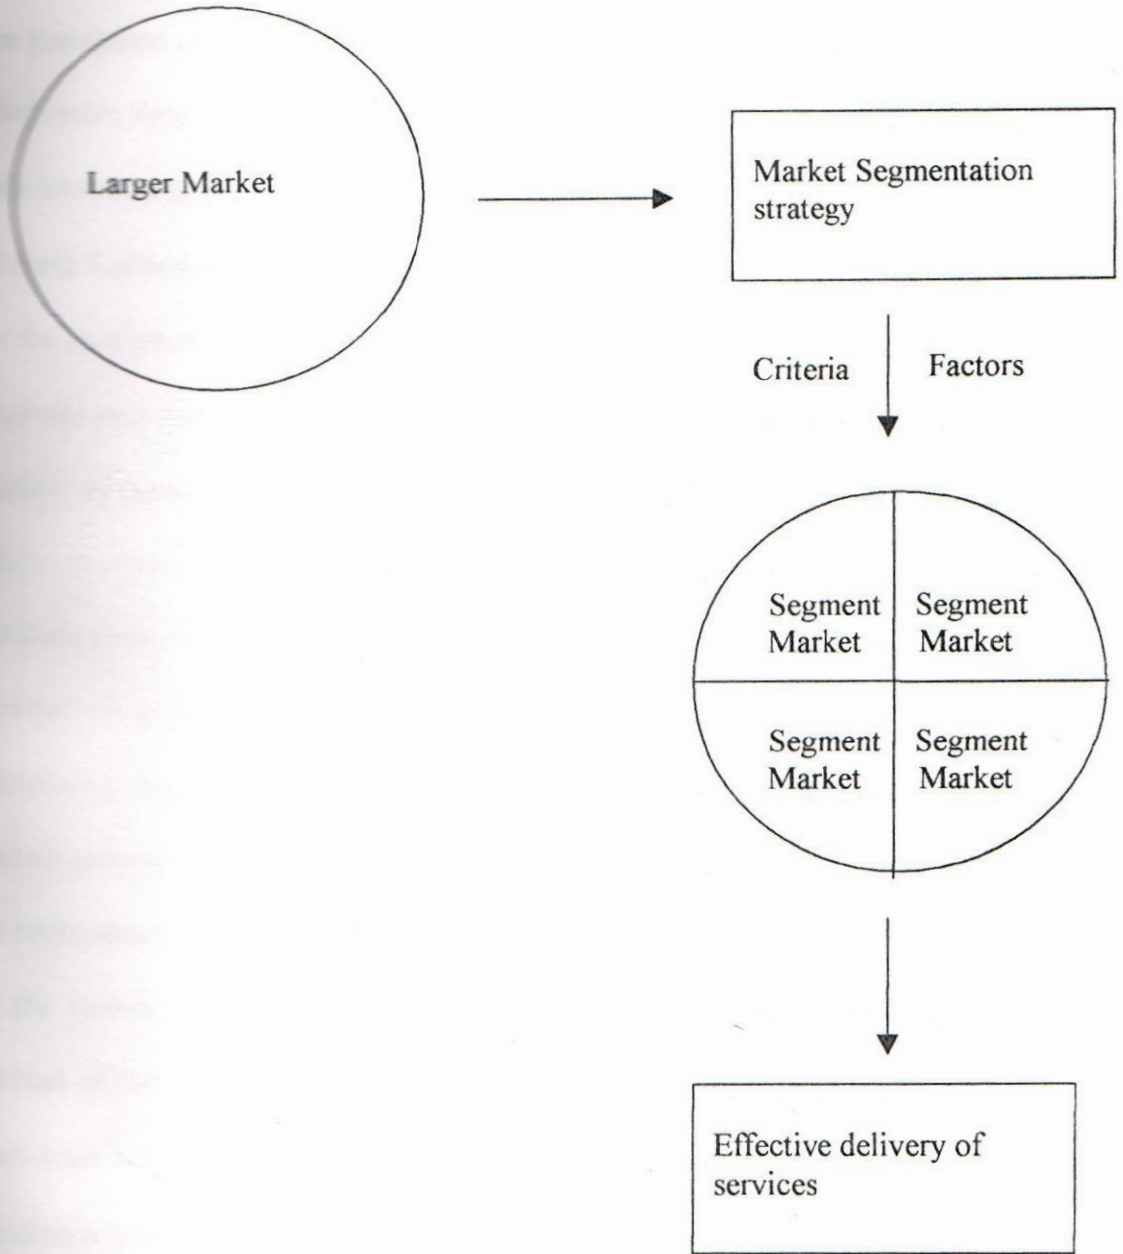 Larger Market
Market Segmentation
strategy
Criteria
Factors
Segment
Market
Segment
Market
Segment
Market
Segment
Market
Effective delivery of
services